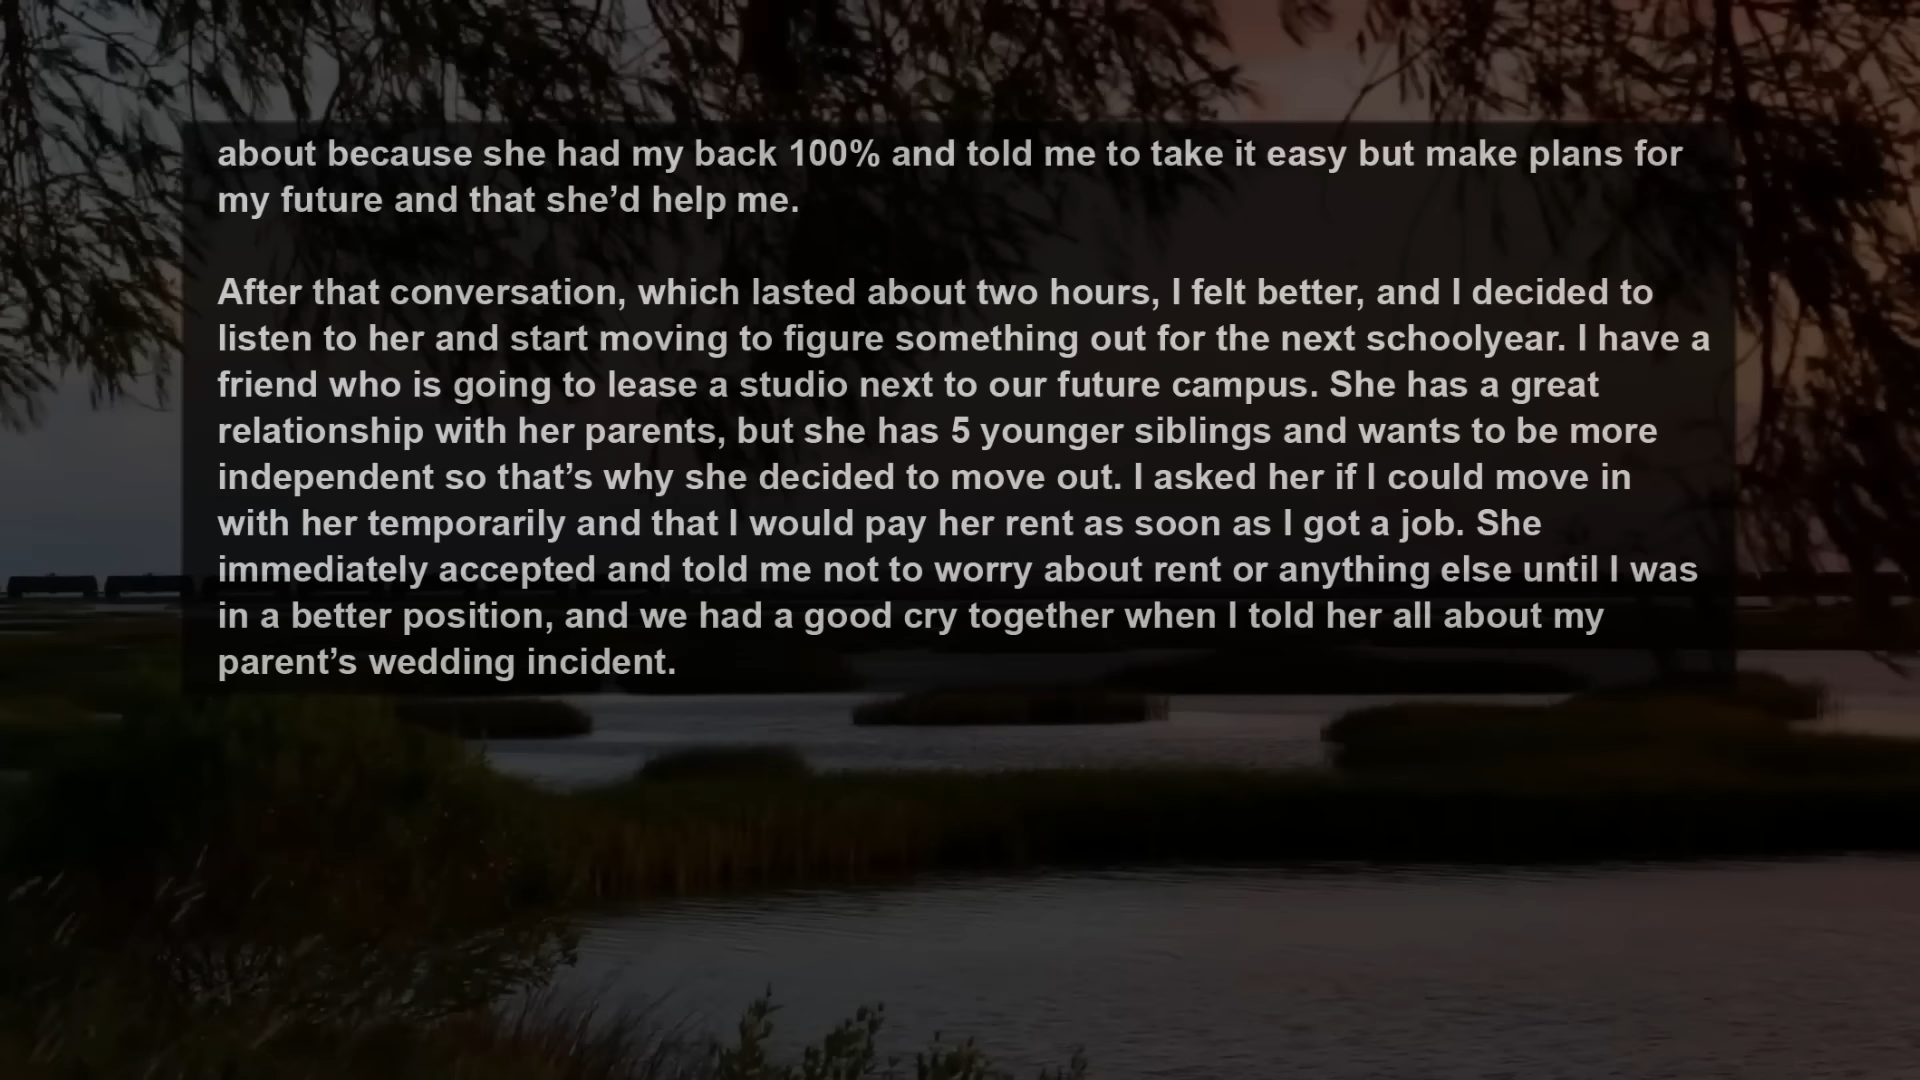 about because she had my back 100% and told me to take it easy but make plans for
my future and that she’d help me.
After that conversation, which lasted about two hours, I felt better, and I decided to
listen to her and start moving to figure something out for the next schoolyear. I have a
friend who is going to lease a studio next to our future campus. She has a great
relationship with her parents, but she has 5 younger siblings and wants to be more
independent so that’s why she decided to move out. I asked her if I could move in
with her temporarily and that I would pay her rent as soon as I got a job. She
immediately accepted and told me not to worry about rent or anything else until I was
in a better position, and we had a good cry together when I told her all about my
parent’s wedding incident.